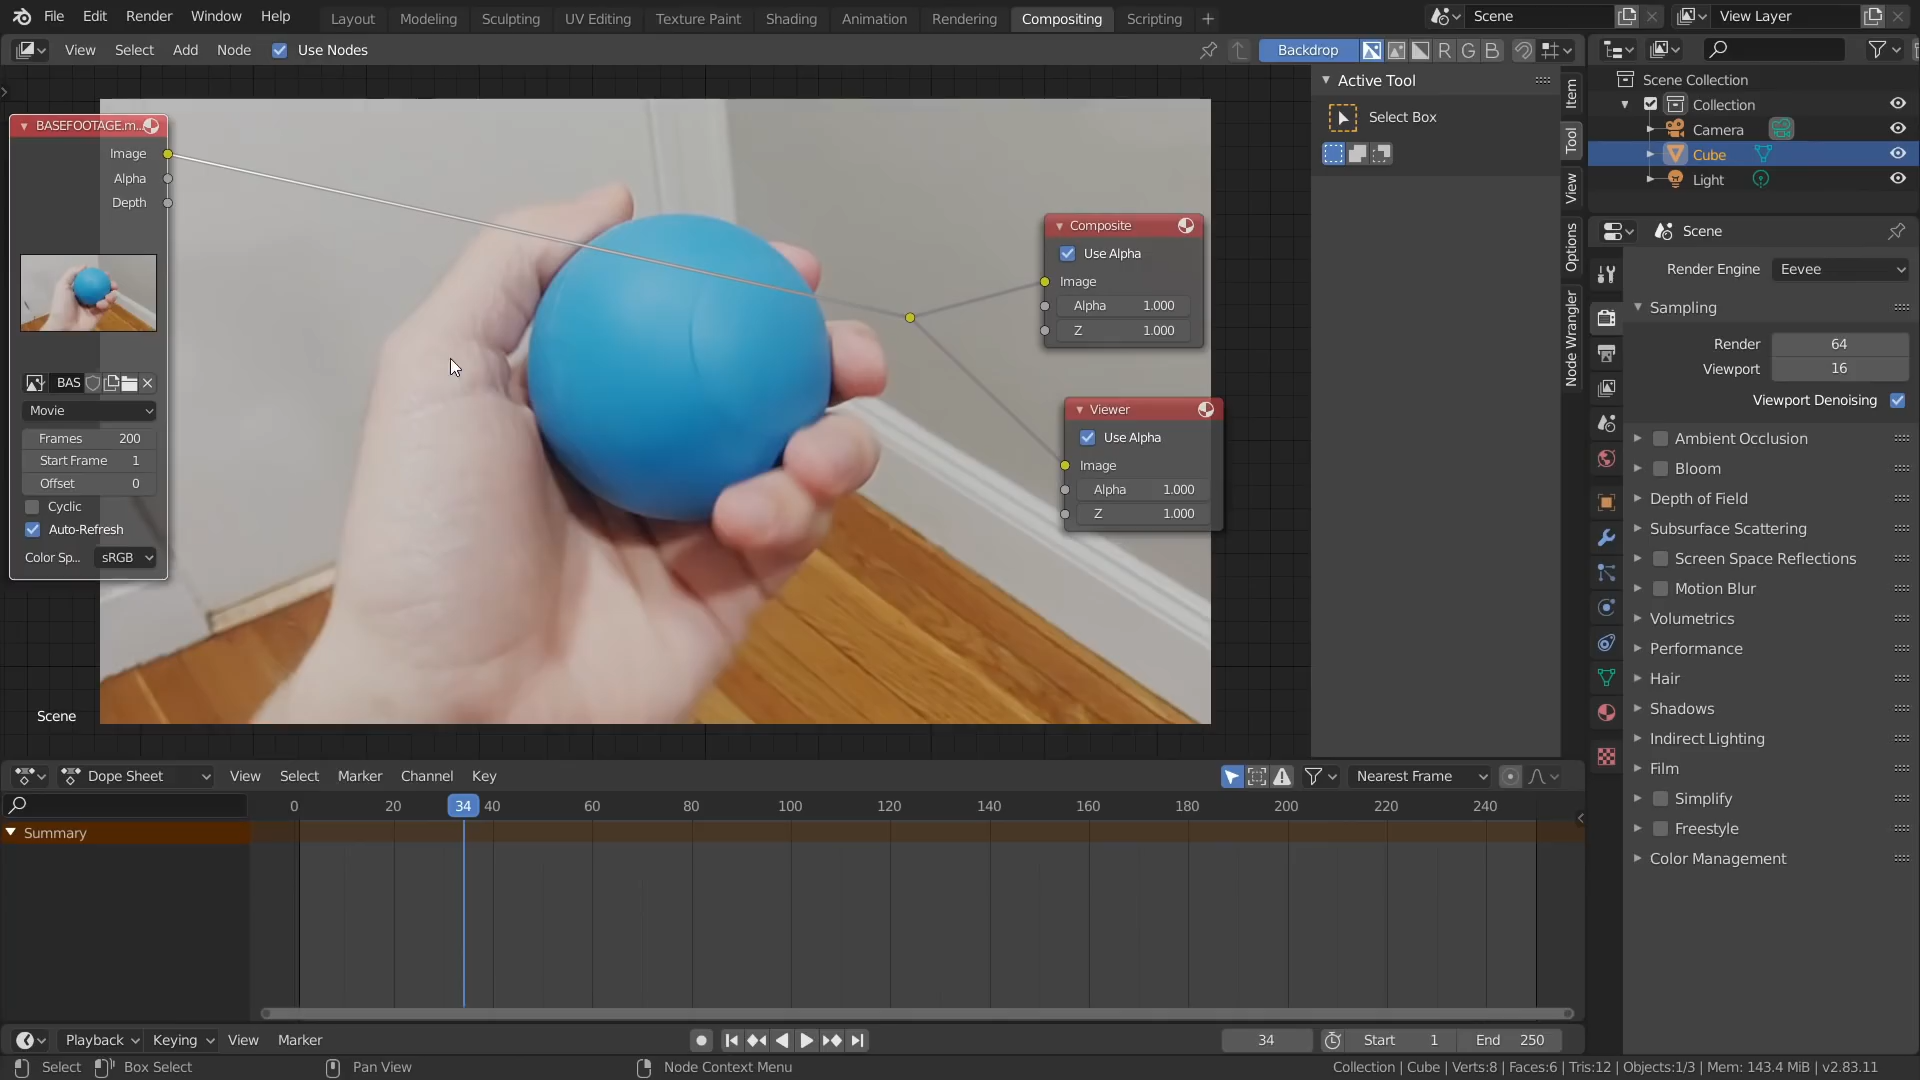 File Edit Render Window Help Layout Modeling Sculpting UV Editing Texture Paint Shading Animation Rendering Compositing Scripting + Scene View Layer
View Select Add Node Use Nodes Backdrop R G B
BASEFOOTAGE.m...
Image
Alpha
Depth
BAS
Movie
Frames 200
Start Frame 1
Offset 0
Cyclic
Auto-Refresh
Color Sp... sRGB
Scene
Composite
Use Alpha
Image
Alpha 1.000
Z 1.000
Viewer
Use Alpha
Image
Alpha 1.000
Z 1.000
Active Tool
Select Box
Item
Tool
View
Options
Node Wrangler
Scene Collection
Collection
Camera
Cube
Light
Scene
Render Engine Eevee
Sampling
Render 64
Viewport 16
Viewport Denoising
Ambient Occlusion
Bloom
Depth of Field
Subsurface Scattering
Screen Space Reflections
Motion Blur
Volumetrics
Performance
Hair
Shadows
Indirect Lighting
Film
Simplify
Freestyle
Color Management
Dope Sheet View Select Marker Channel Key Nearest Frame
0 20 34 40 60 80 100 120 140 160 180 200 220 240
Summary
Playback Keying View Marker 34 Start 1 End 250
Select Box Select Pan View Node Context Menu Collection | Cube | Verts:8 | Faces:6 | Tris:12 | Objects:1/3 | Mem: 143.4 MiB | v2.83.11